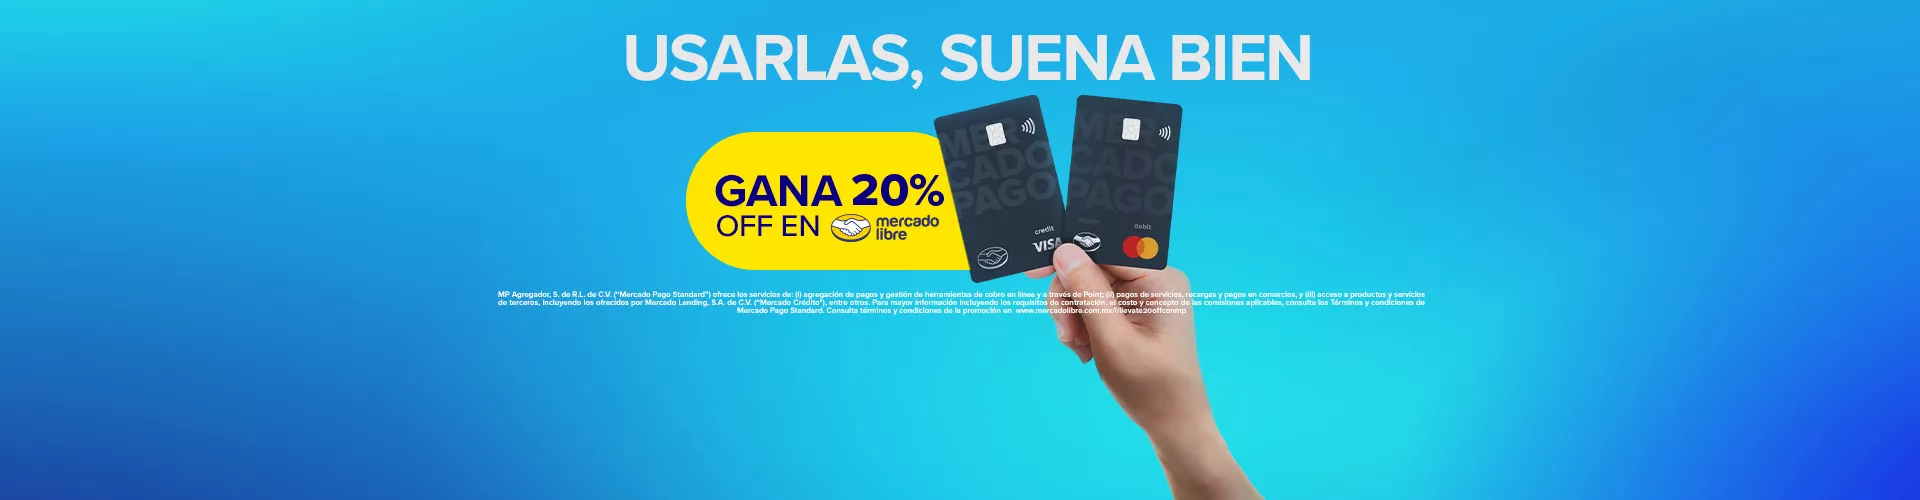 USARLAS, SUENA BIEN
GANA 20%
OFF EN mercado libre
MERCADO PAGO
credit
VISA
MERCADO PAGO
debit
MP Agregador, S. de R.L. de C.V. (“Mercado Pago Standard”) ofrece los servicios de: (i) agregación de pagos y gestión de herramientas de cobro en línea y a través de Point; (ii) pagos de servicios, recargas y pagos en comercios, y (iii) acceso a productos y servicios
de terceros, incluyendo los ofrecidos por Mercado Lending, S.A. de C.V. (“Mercado Crédito”), entre otros. Para mayor información incluyendo los requisitos de contratación, el costo y concepto de las comisiones aplicables, consulta los Términos y condiciones de
Mercado Pago Standard. Consulta términos y condiciones de la promoción en www.mercadolibre.com.mx/l/llevate20offconmp